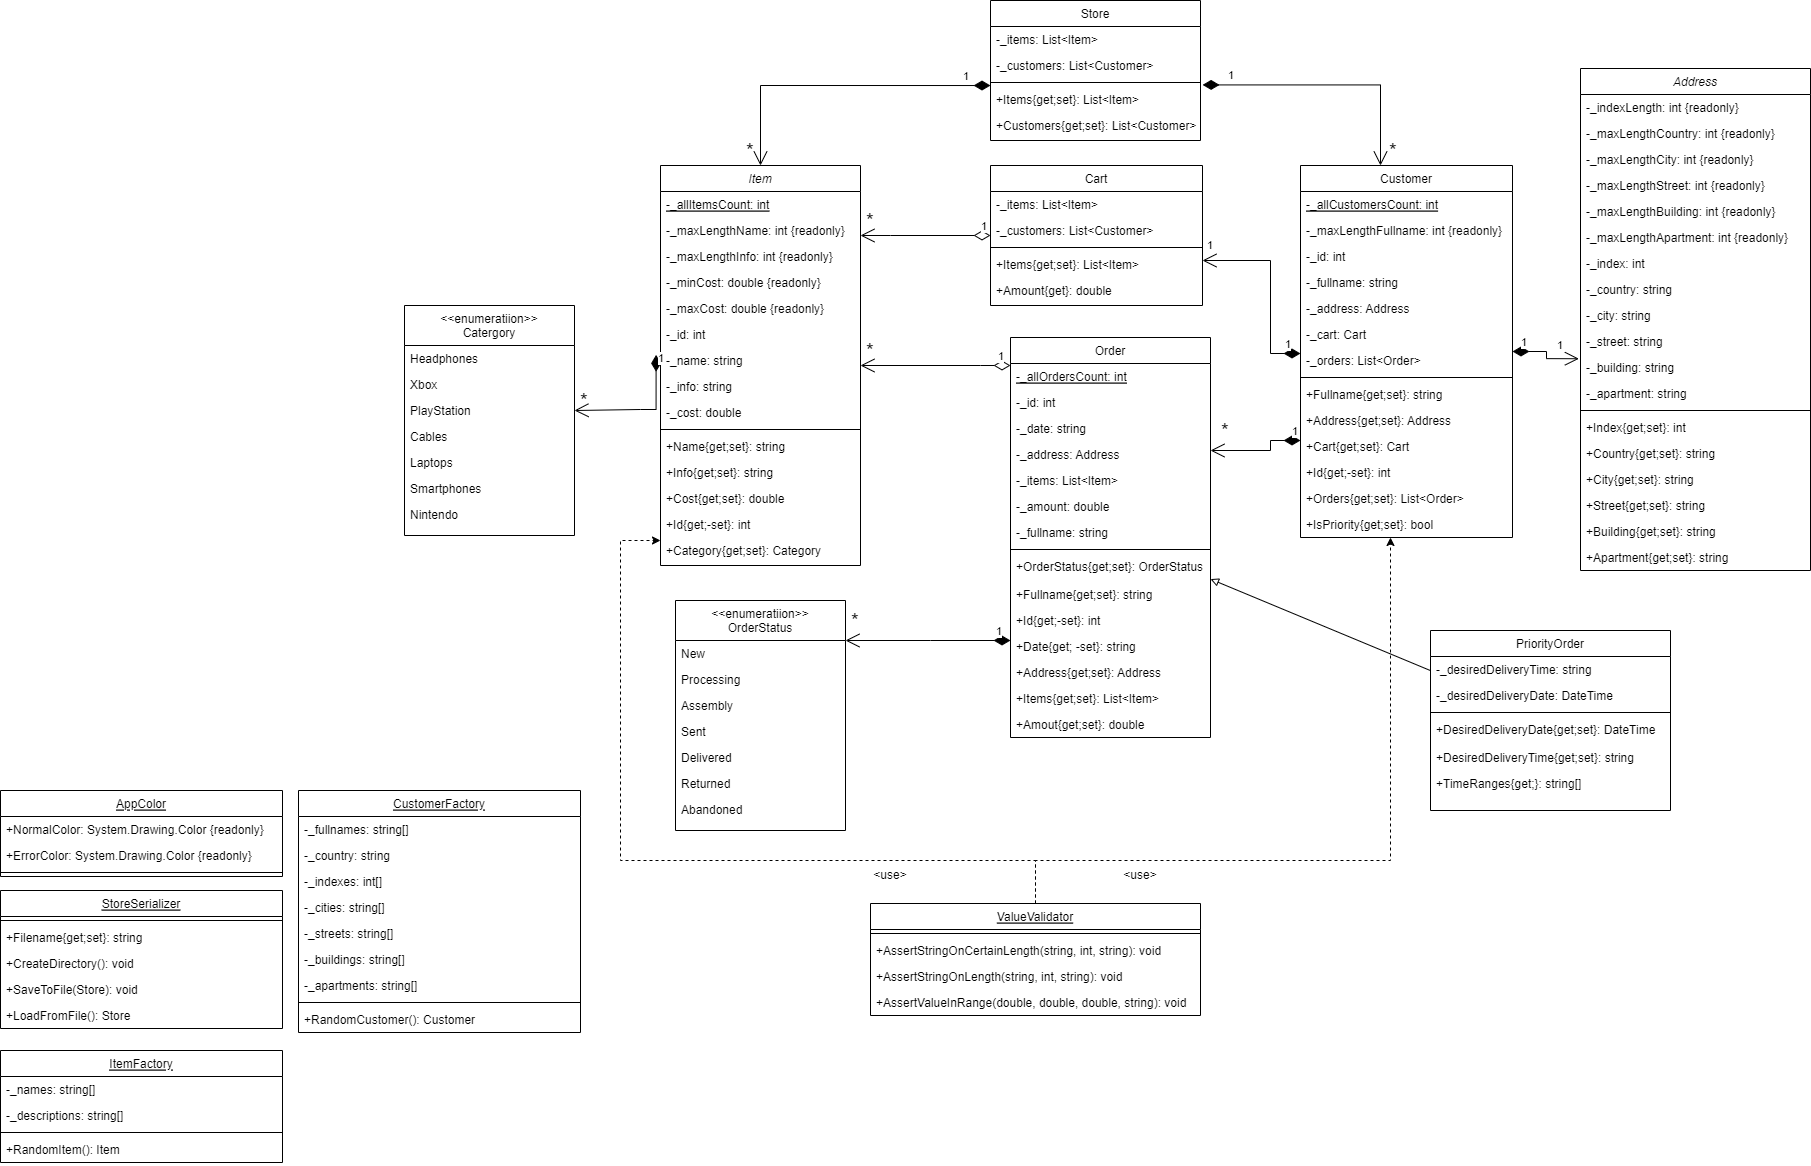 Store
-_items: List<Item>
-_customers: List<Customer>
+Items{get;set}: List<Item>
+Customers{get;set}: List<Customer>
1
1
*
*
Item
-_allItemsCount: int
-_maxLengthName: int {readonly}
-_maxLengthInfo: int {readonly}
-_minCost: double {readonly}
-_maxCost: double {readonly}
-_id: int
-_name: string
-_info: string
-_cost: double
+Name{get;set}: string
+Info{get;set}: string
+Cost{get;set}: double
+Id{get;-set}: int
+Category{get;set}: Category
1
*
<<enumeratiion>>
Catergory
Headphones
Xbox
PlayStation
Cables
Laptops
Smartphones
Nintendo
Cart
-_items: List<Item>
-_customers: List<Customer>
+Items{get;set}: List<Item>
+Amount{get}: double
1
*
1
1
Customer
-_allCustomersCount: int
-_maxLengthFullname: int {readonly}
-_id: int
-_fullname: string
-_address: Address
-_cart: Cart
-_orders: List<Order>
+Fullname{get;set}: string
+Address{get;set}: Address
+Cart{get;set}: Cart
+Id{get;-set}: int
+Orders{get;set}: List<Order>
+IsPriority{get;set}: bool
1
1
Address
-_indexLength: int {readonly}
-_maxLengthCountry: int {readonly}
-_maxLengthCity: int {readonly}
-_maxLengthStreet: int {readonly}
-_maxLengthBuilding: int {readonly}
-_maxLengthApartment: int {readonly}
-_index: int
-_country: string
-_city: string
-_street: string
-_building: string
-_apartment: string
+Index{get;set}: int
+Country{get;set}: string
+City{get;set}: string
+Street{get;set}: string
+Building{get;set}: string
+Apartment{get;set}: string
Order
-_allOrdersCount: int
-_id: int
-_date: string
-_address: Address
-_items: List<Item>
-_amount: double
-_fullname: string
+OrderStatus{get;set}: OrderStatus
+Fullname{get;set}: string
+Id{get;-set}: int
+Date{get; -set}: string
+Address{get;set}: Address
+Items{get;set}: List<Item>
+Amout{get;set}: double
1
*
1
*
1
*
<<enumeratiion>>
OrderStatus
New
Processing
Assembly
Sent
Delivered
Returned
Abandoned
PriorityOrder
-_desiredDeliveryTime: string
-_desiredDeliveryDate: DateTime
+DesiredDeliveryDate{get;set}: DateTime
+DesiredDeliveryTime{get;set}: string
+TimeRanges{get;}: string[]
AppColor
+NormalColor: System.Drawing.Color {readonly}
+ErrorColor: System.Drawing.Color {readonly}
StoreSerializer
+Filename{get;set}: string
+CreateDirectory(): void
+SaveToFile(Store): void
+LoadFromFile(): Store
ItemFactory
-_names: string[]
-_descriptions: string[]
+RandomItem(): Item
CustomerFactory
-_fullnames: string[]
-_country: string
-_indexes: int[]
-_cities: string[]
-_streets: string[]
-_buildings: string[]
-_apartments: string[]
+RandomCustomer(): Customer
<use>
<use>
ValueValidator
+AssertStringOnCertainLength(string, int, string): void
+AssertStringOnLength(string, int, string): void
+AssertValueInRange(double, double, double, string): void